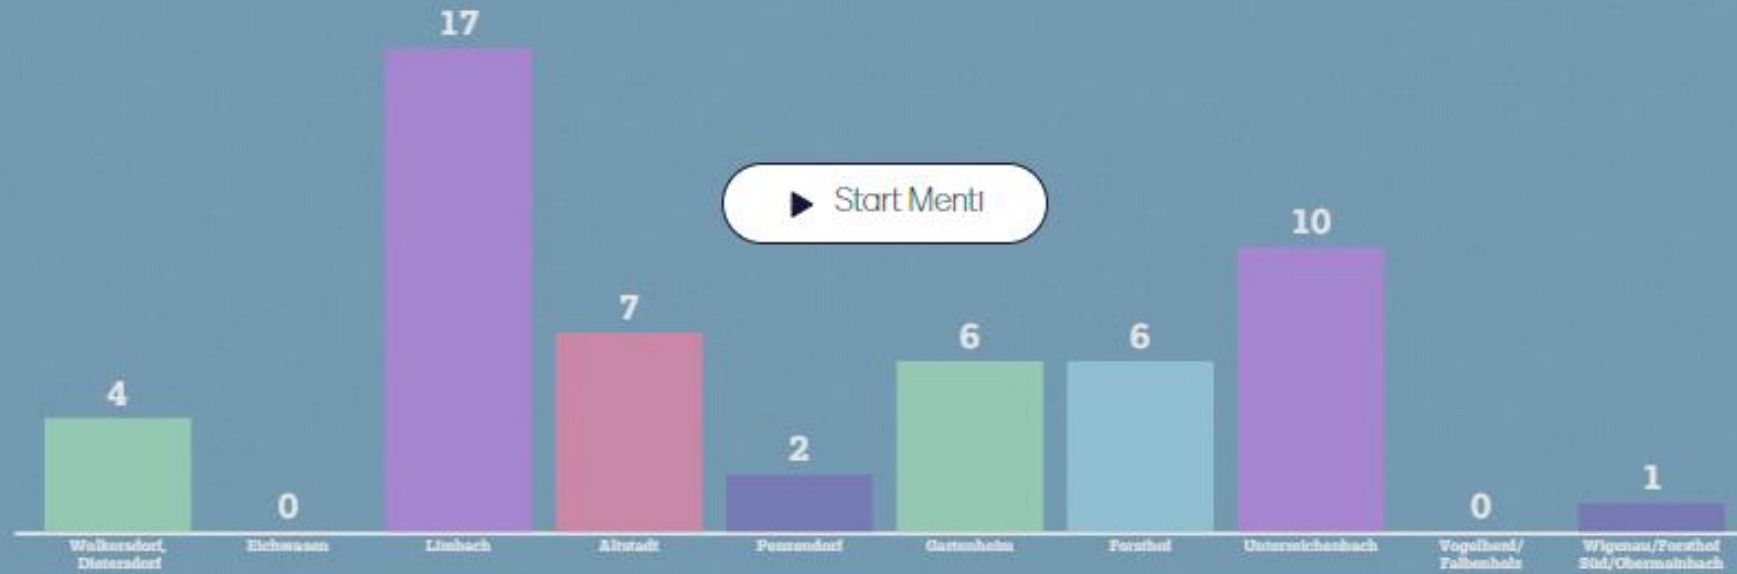 17
Start Menti
10
7
6
6
4
2
1
0
0
Walkersdorf,
Dietersdorf
Eichwasen
Limbach
Altstadt
Penzendorf
Gartenheim
Forsthof
Unterreichenbach
Vogelherd/
Falbenholz
Wigenau/Forsthof
Süd/Obermainbach